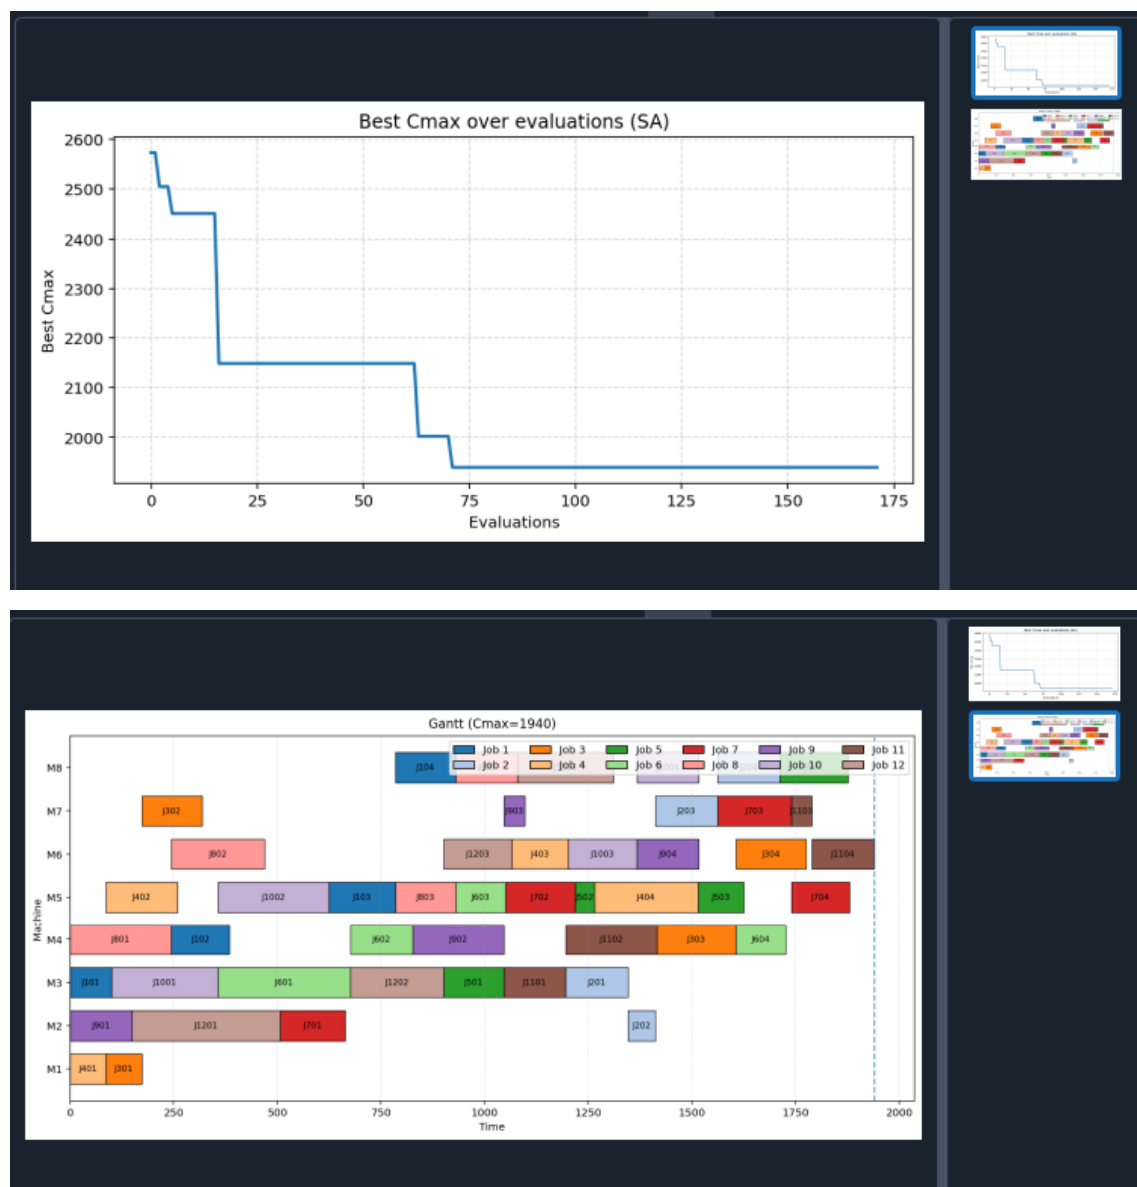 Best Cmax over evaluations (SA)
2600
2500
2400
2300
2200
2100
2000
Best Cmax
0 25 50 75 100 125 150 175
Evaluations
Gantt (Cmax=1940)
Job 1 Job 3 Job 5 Job 7 Job 9 Job 11
Job 2 Job 4 Job 6 Job 8 Job 10 Job 12
M8 J104
M7 J302 J903 J203 J703 J1103
M6 J802 J1203 J403 J1003 J904 J304 J1104
M5 J402 J1002 J103 J803 J603 J702 J502 J404 J503 J704
M4 J801 J102 J602 J902 J1102 J303 J604
M3 J101 J1001 J601 J1202 J501 J1101 J201
M2 J901 J1201 J701 J202
M1 J401 J301
Machine
0 250 500 750 1000 1250 1500 1750 2000
Time